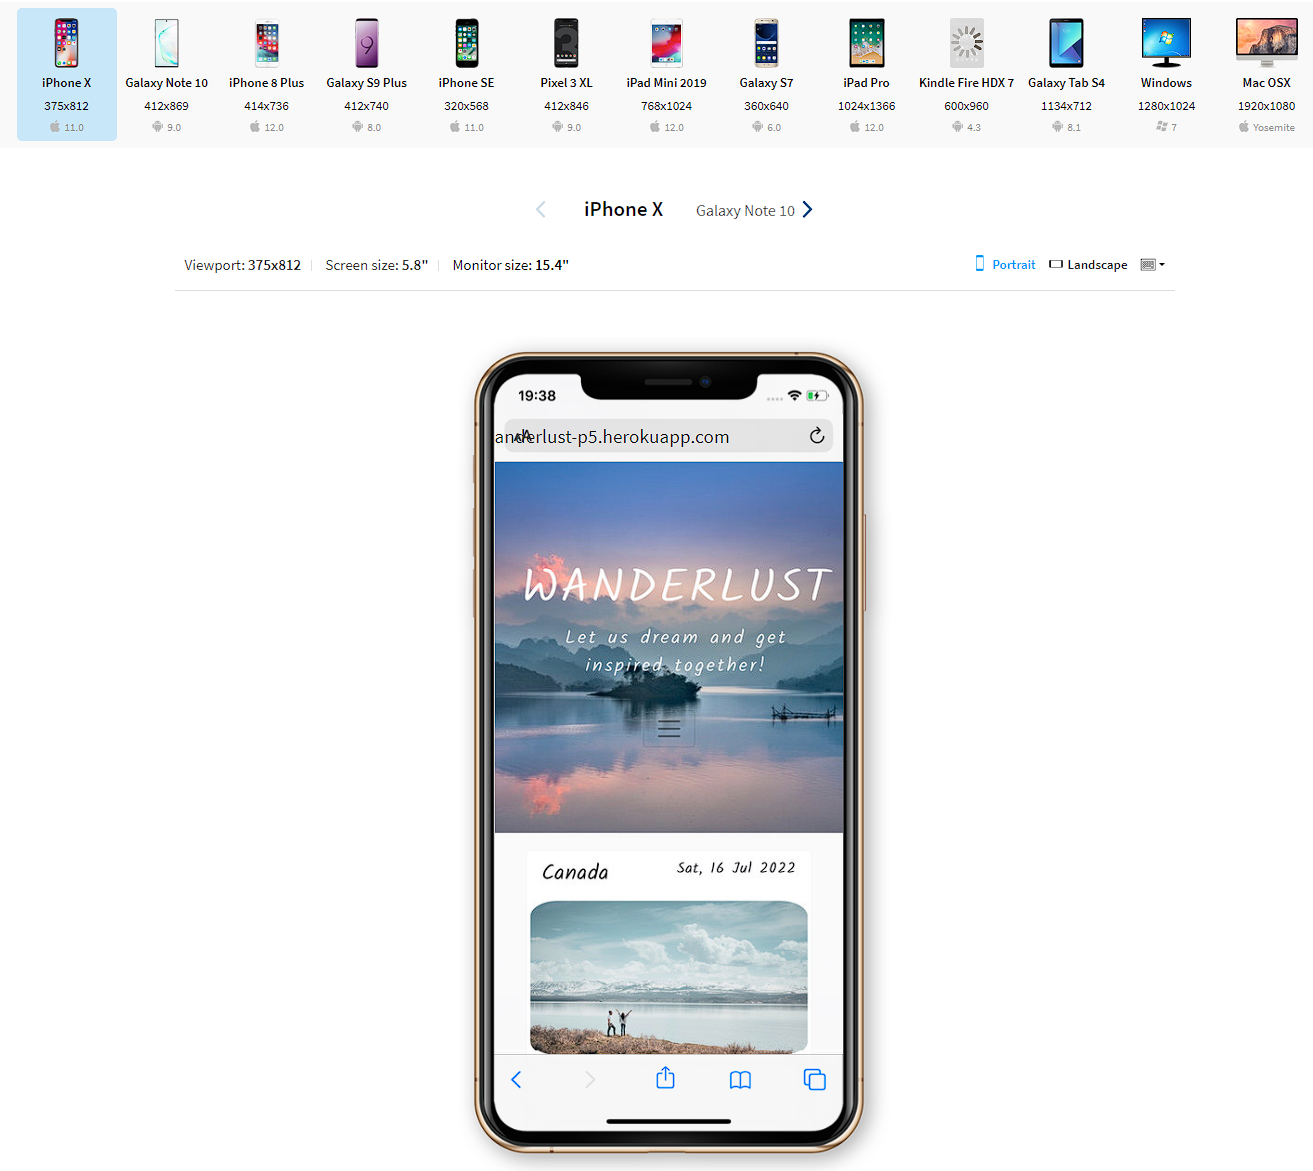 iPhone X Galaxy Note 10 iPhone 8 Plus Galaxy S9 Plus iPhone SE Pixel 3 XL iPad Mini 2019 Galaxy S7 iPad Pro Kindle Fire HDX 7 Galaxy Tab S4 Windows Mac OSX
375x812 412x869 414x736 412x740 320x568 412x846 768x1024 360x640 1024x1366 600x960 1134x712 1280x1024 1920x1080
11.0 9.0 12.0 8.0 11.0 9.0 12.0 6.0 12.0 4.3 8.1 7 Yosemite
iPhone X Galaxy Note 10
Viewport: 375x812 Screen size: 5.8" Monitor size: 15.4" Portrait Landscape
19:38
anderlust-p5.herokuapp.com
WANDERLUST
Let us dream and get
inspired together!
Canada Sat, 16 Jul 2022